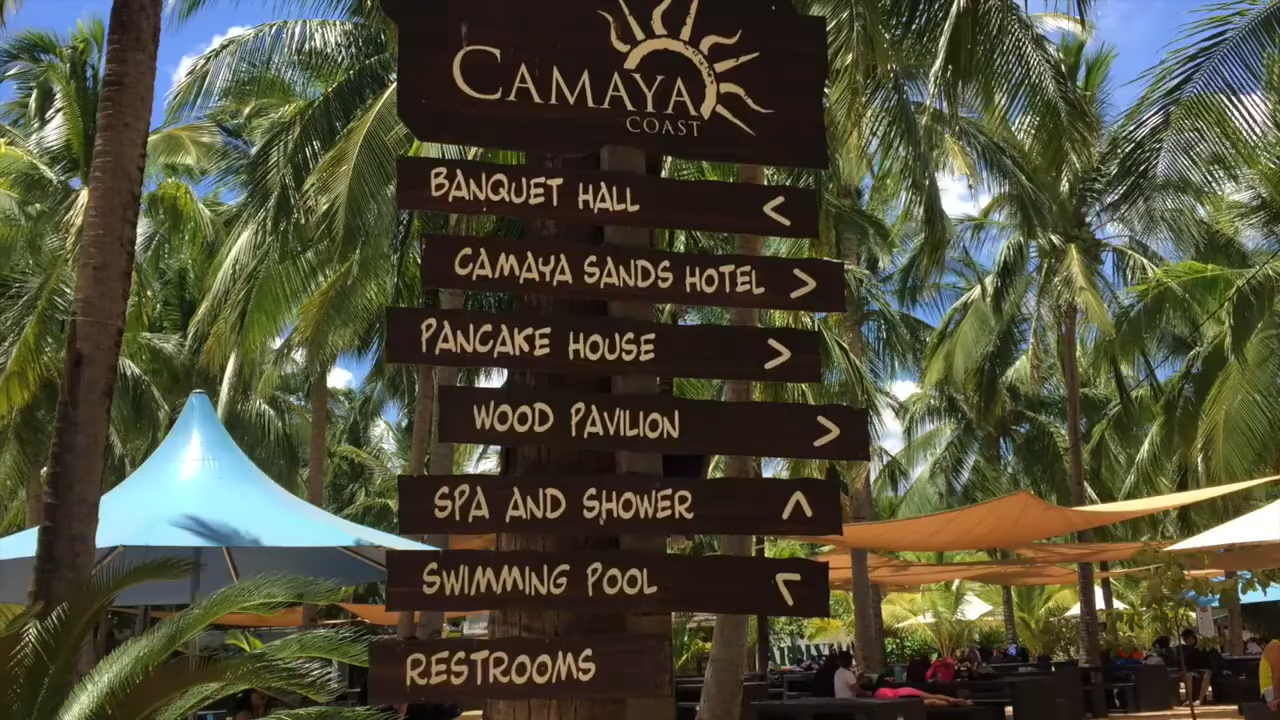 CAMAYA
COAST
BANQUET HALL <
CAMAYA SANDS HOTEL >
PANCAKE HOUSE >
WOOD PAVILION >
SPA AND SHOWER ^
SWIMMING POOL <
RESTROOMS